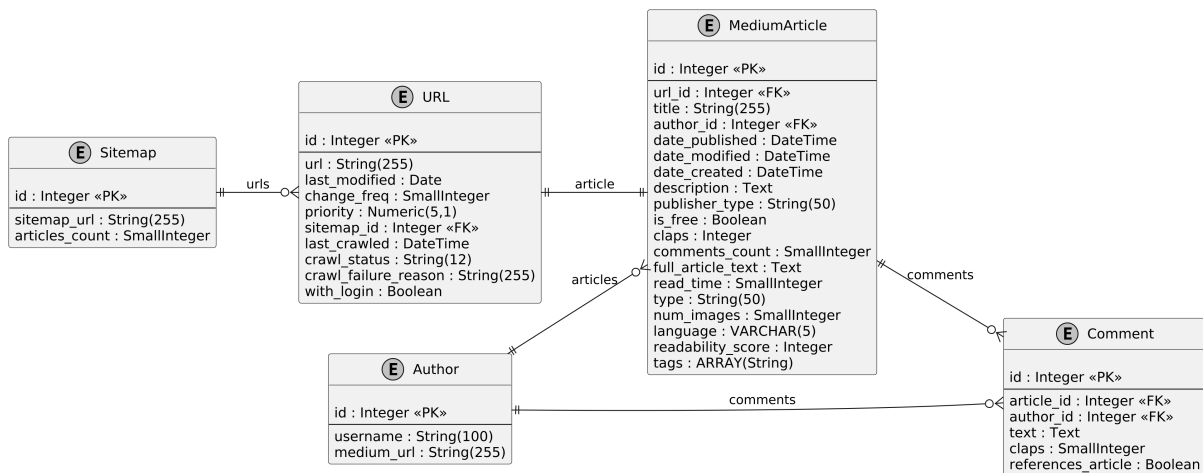 E Sitemap
id : Integer «PK»
sitemap_url : String(255)
articles_count : SmallInteger
urls
E URL
id : Integer «PK»
url : String(255)
last_modified : Date
change_freq : SmallInteger
priority : Numeric(5,1)
sitemap_id : Integer «FK»
last_crawled : DateTime
crawl_status : String(12)
crawl_failure_reason : String(255)
with_login : Boolean
article
E MediumArticle
id : Integer «PK»
url_id : Integer «FK»
title : String(255)
author_id : Integer «FK»
date_published : DateTime
date_modified : DateTime
date_created : DateTime
description : Text
publisher_type : String(50)
is_free : Boolean
claps : Integer
comments_count : SmallInteger
full_article_text : Text
read_time : SmallInteger
type : String(50)
num_images : SmallInteger
language : VARCHAR(5)
readability_score : Integer
tags : ARRAY(String)
articles
E Author
id : Integer «PK»
username : String(100)
medium_url : String(255)
comments
comments
E Comment
id : Integer «PK»
article_id : Integer «FK»
author_id : Integer «FK»
text : Text
claps : SmallInteger
references_article : Boolean